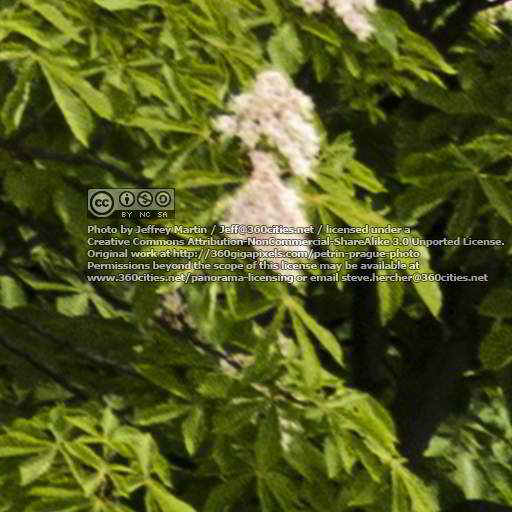 cc BY NC SA
Photo by Jeffrey Martin / Jeff@360cities.net / licensed under a
Creative Commons Attribution-NonCommercial-ShareAlike 3.0 Unported License.
Original work at http://360gigapixels.com/petrin-prague-photo
Permissions beyond the scope of this license may be available at
www.360cities.net/panorama-licensing or email steve.hercher@360cities.net